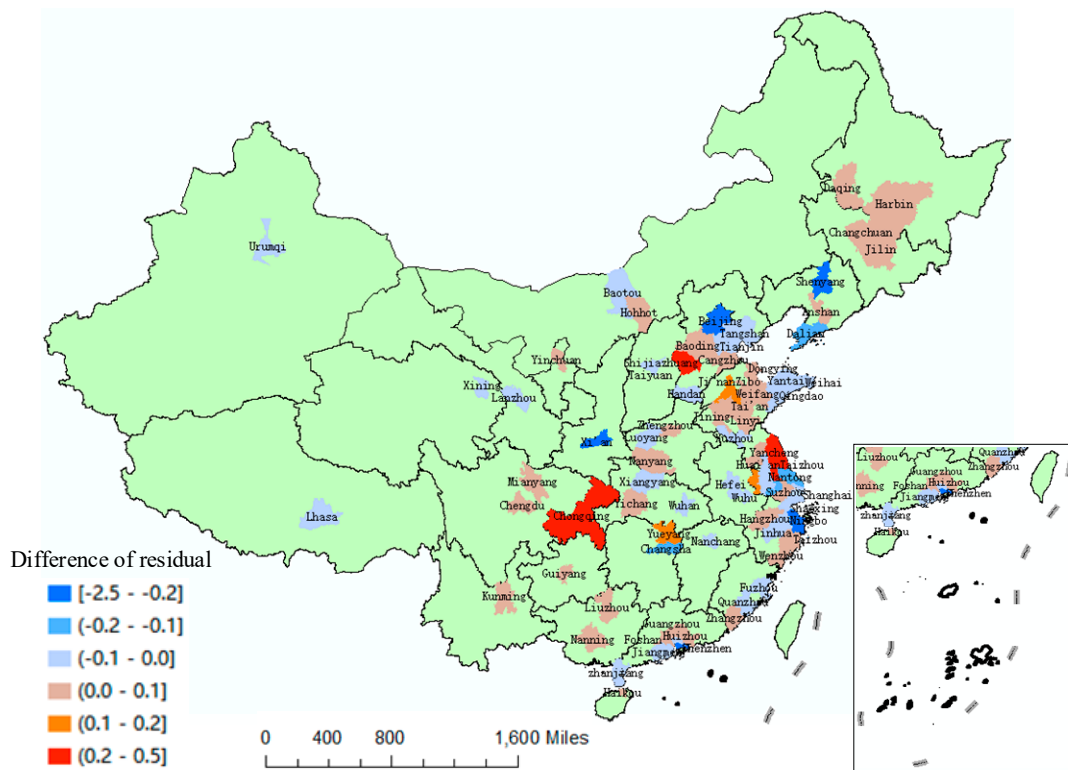 Daqing
Harbin
Changchuan
Jilin
Urumqi
Shenyang
Baotou
Hohhot
Anshan
Beijing
Tangshan
Dalian
Baoding
Tianjin
Yinchuan
Shijiazhuang
Cangzhou
Taiyuan
Dongying
Xining
Ji'nan
Zibo
Yantai
Weihai
Lanzhou
Handan
Weifang
Qingdao
Tai'an
Jining
Linyi
Zhengzhou
Xi'an
Luoyang
Xuzhou
Yancheng
Nanyang
Huai'an
Taizhou
Mianyang
Xiangyang
Hefei
Nantong
Chengdu
Yichang
Wuhan
Wuhu
Suzhou
Shanghai
Lhasa
Chongqing
Hangzhou
Shaoxing
Ningbo
Yueyang
Jinhua
Changsha
Nanchang
Taizhou
Wenzhou
Guiyang
Fuzhou
Kunming
Liuzhou
Quanzhou
Zhangzhou
Guangzhou
Nanning
Foshan
Huizhou
Jiangmen
Shenzhen
zhanjiang
Haikou
Quanzhou
Liuzhou
Zhangzhou
Guangzhou
nning
Foshan
Huizhou
Jiangmen
Shenzhen
zhanjiang
Haikou
Difference of residual
[-2.5 - -0.2]
(-0.2 - -0.1]
(-0.1 - 0.0]
(0.0 - 0.1]
(0.1 - 0.2]
(0.2 - 0.5]
0 400 800 1,600 Miles